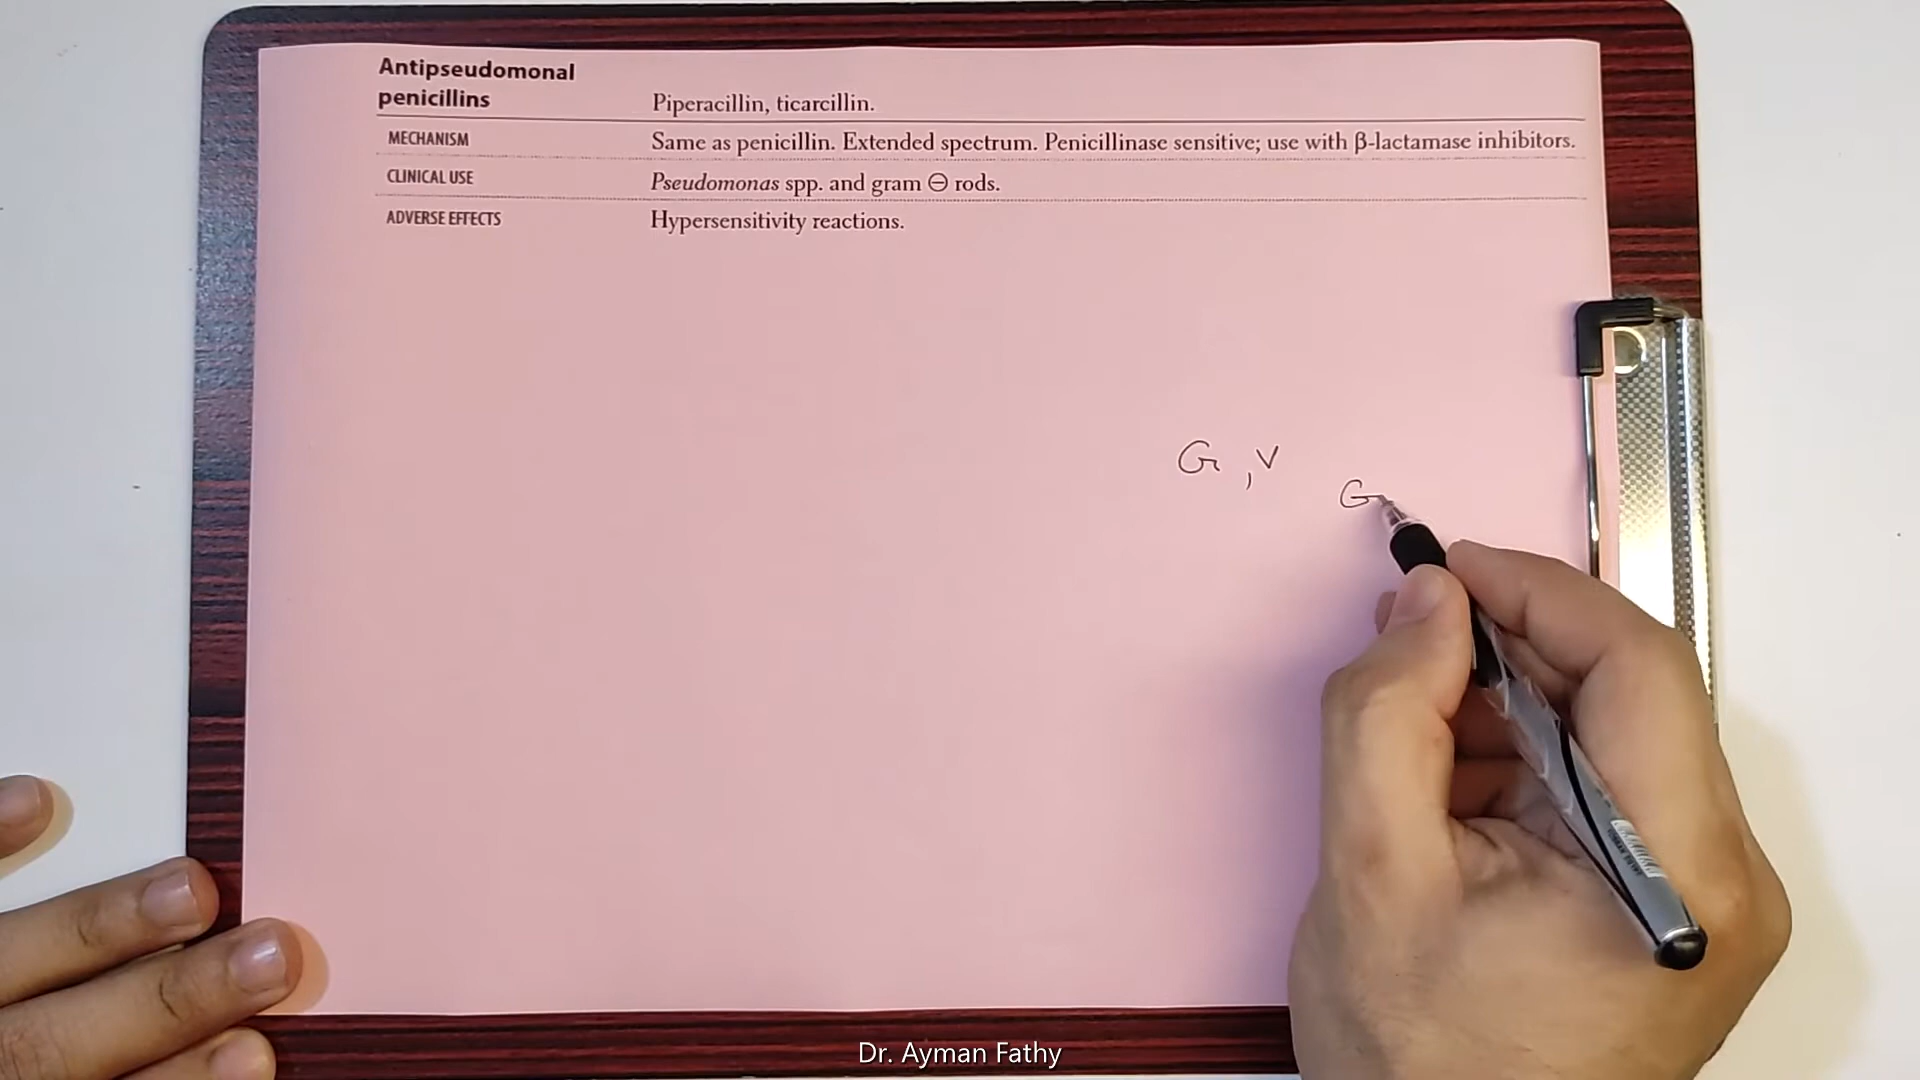 Antipseudomonal
penicillins Piperacillin, ticarcillin.
MECHANISM Same as penicillin. Extended spectrum. Penicillinase sensitive; use with β-lactamase inhibitors.
CLINICAL USE Pseudomonas spp. and gram ⊖ rods.
ADVERSE EFFECTS Hypersensitivity reactions.
G , V
G
Dr. Ayman Fathy